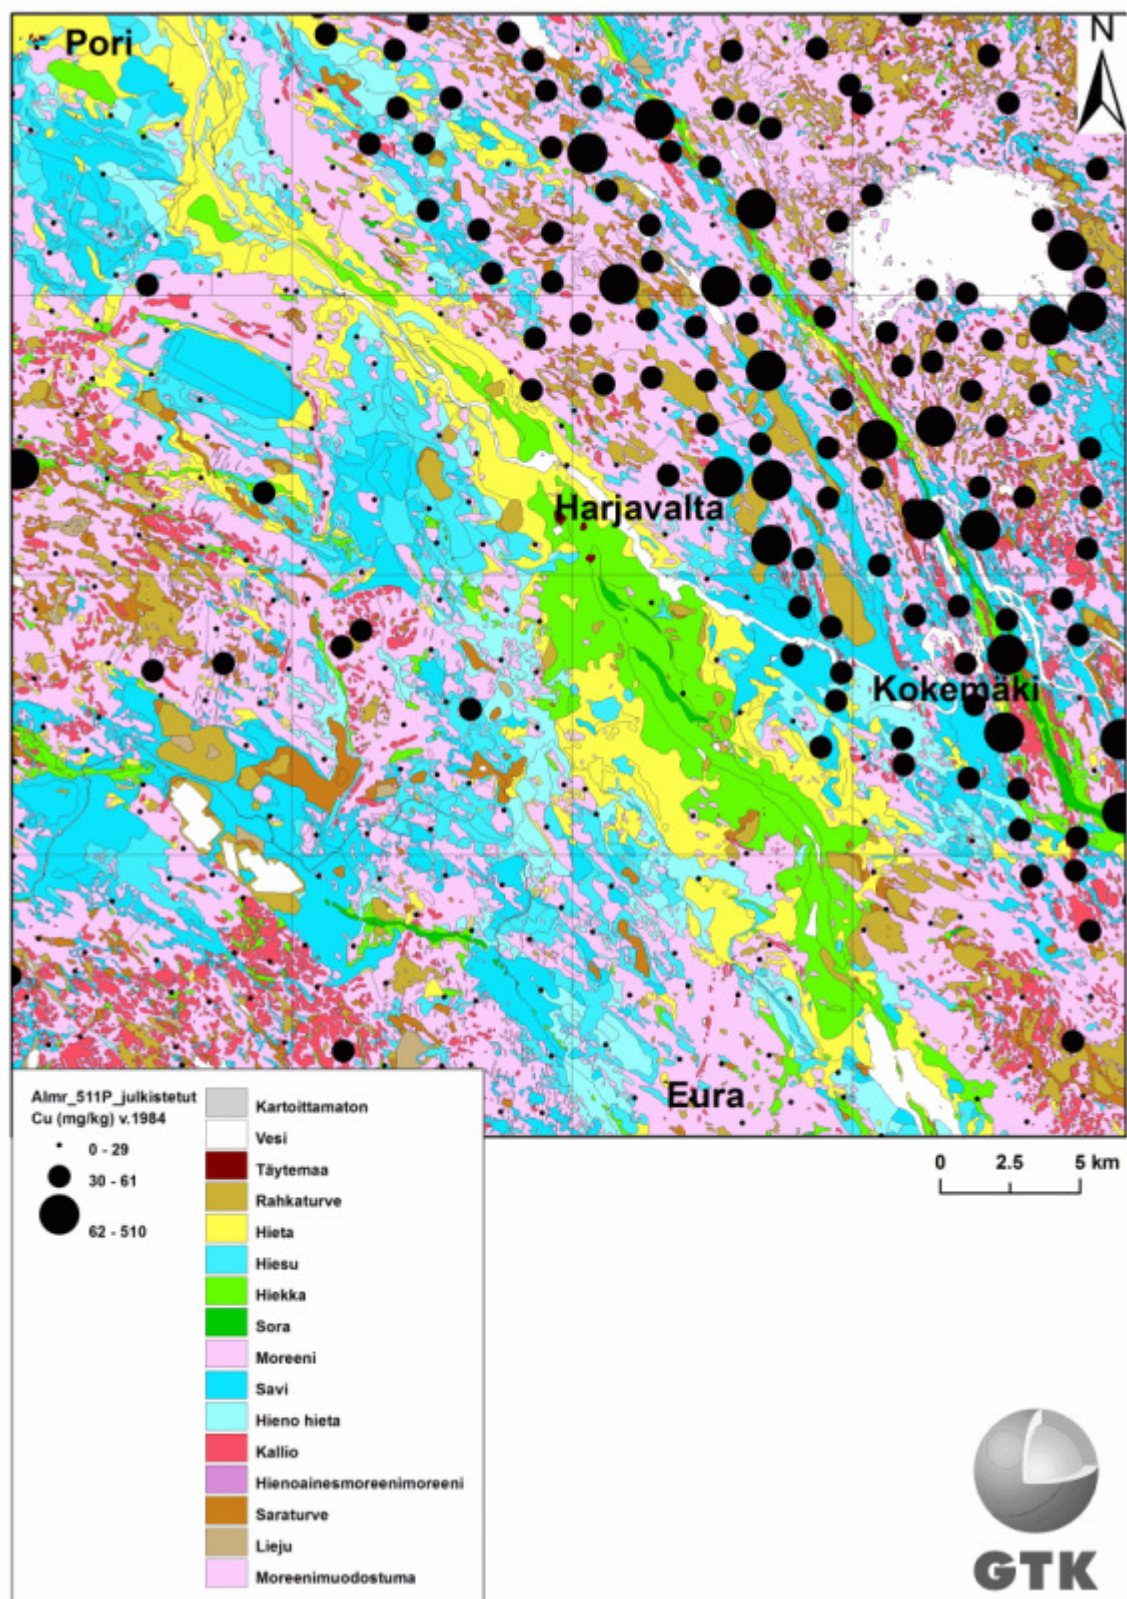 Pori
N
Harjavalta
Kokemäki
Eura
Almr_511P_julkistetut
Cu (mg/kg) v.1984
0 - 29
30 - 61
62 - 510
Kartoittamaton
Vesi
Täytemaa
Rahkaturve
Hieta
Hiesu
Hiekka
Sora
Moreeni
Savi
Hieno hieta
Kallio
Hienoainesmoreenimoreeni
Saraturve
Lieju
Moreenimuodostuma
0 2.5 5 km
GTK